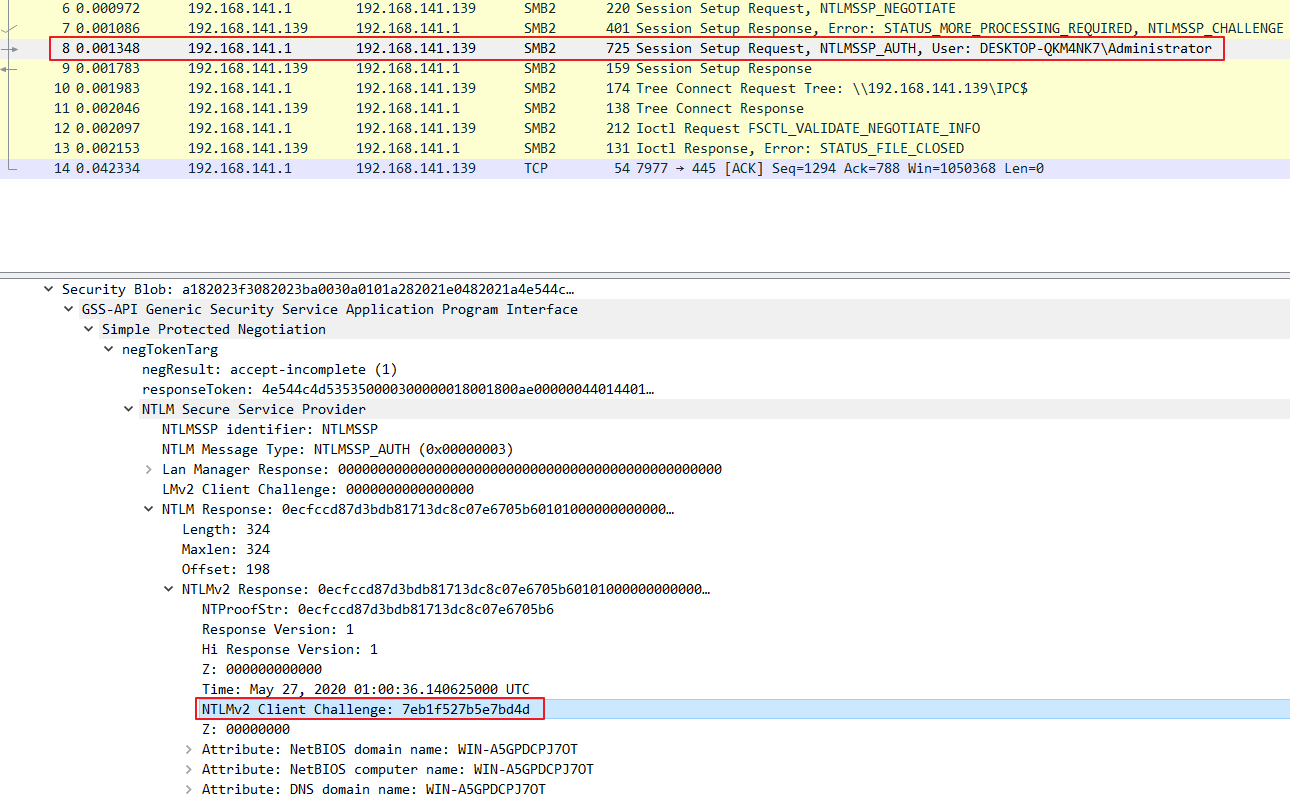 6 0.000972 192.168.141.1 192.168.141.139 SMB2 220 Session Setup Request, NTLMSSP_NEGOTIATE
7 0.001086 192.168.141.139 192.168.141.1 SMB2 401 Session Setup Response, Error: STATUS_MORE_PROCESSING_REQUIRED, NTLMSSP_CHALLENGE
8 0.001348 192.168.141.1 192.168.141.139 SMB2 725 Session Setup Request, NTLMSSP_AUTH, User: DESKTOP-QKM4NK7\Administrator
9 0.001783 192.168.141.139 192.168.141.1 SMB2 159 Session Setup Response
10 0.001983 192.168.141.1 192.168.141.139 SMB2 174 Tree Connect Request Tree: \\192.168.141.139\IPC$
11 0.002046 192.168.141.139 192.168.141.1 SMB2 138 Tree Connect Response
12 0.002097 192.168.141.1 192.168.141.139 SMB2 212 Ioctl Request FSCTL_VALIDATE_NEGOTIATE_INFO
13 0.002153 192.168.141.139 192.168.141.1 SMB2 131 Ioctl Response, Error: STATUS_FILE_CLOSED
14 0.042334 192.168.141.1 192.168.141.139 TCP 54 7977 → 445 [ACK] Seq=1294 Ack=788 Win=1050368 Len=0
Security Blob: a182023f3082023ba0030a0101a282021e0482021a4e544c…
GSS-API Generic Security Service Application Program Interface
Simple Protected Negotiation
negTokenTarg
negResult: accept-incomplete (1)
responseToken: 4e544c4d535350000300000018001800ae00000044014401…
NTLM Secure Service Provider
NTLMSSP identifier: NTLMSSP
NTLM Message Type: NTLMSSP_AUTH (0x00000003)
Lan Manager Response: 000000000000000000000000000000000000000000000000
LMv2 Client Challenge: 0000000000000000
NTLM Response: 0ecfccd87d3bdb81713dc8c07e6705b60101000000000000…
Length: 324
Maxlen: 324
Offset: 198
NTLMv2 Response: 0ecfccd87d3bdb81713dc8c07e6705b60101000000000000…
NTProofStr: 0ecfccd87d3bdb81713dc8c07e6705b6
Response Version: 1
Hi Response Version: 1
Z: 000000000000
Time: May 27, 2020 01:00:36.140625000 UTC
NTLMv2 Client Challenge: 7eb1f527b5e7bd4d
Z: 00000000
Attribute: NetBIOS domain name: WIN-A5GPDCPJ7OT
Attribute: NetBIOS computer name: WIN-A5GPDCPJ7OT
Attribute: DNS domain name: WIN-A5GPDCPJ7OT